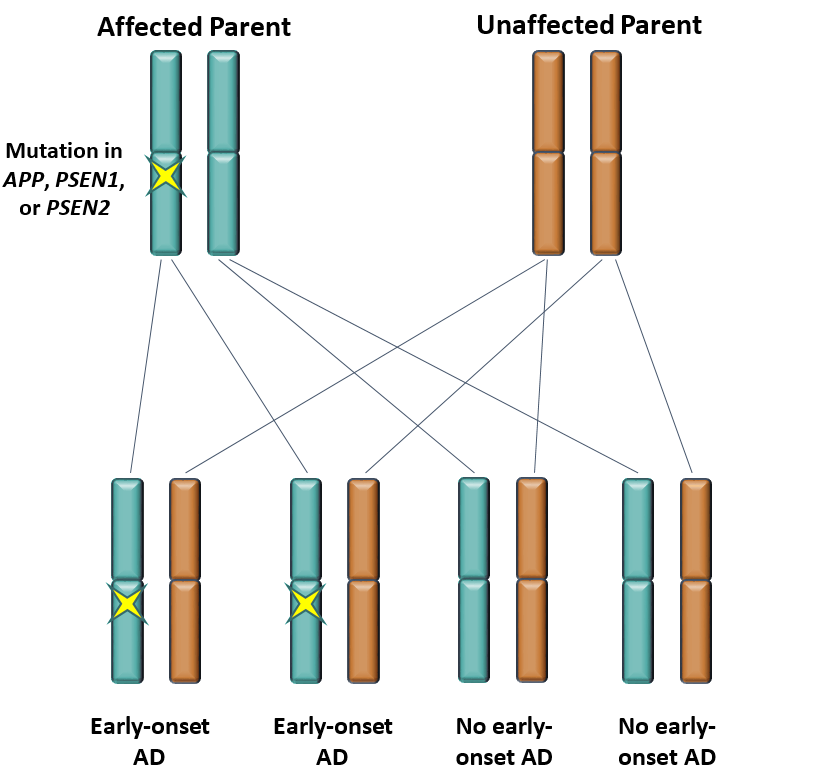 Affected Parent
Unaffected Parent
Mutation in
APP, PSEN1,
or PSEN2
Early-onset
AD
Early-onset
AD
No early-
onset AD
No early-
onset AD